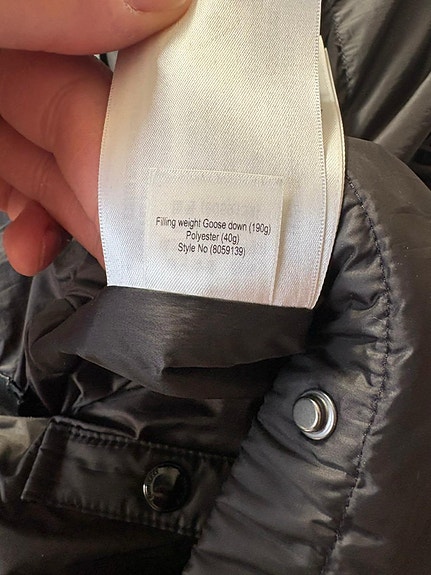 Filling weight Goose down (190g)
Polyester (40g)
Style No (8059139)